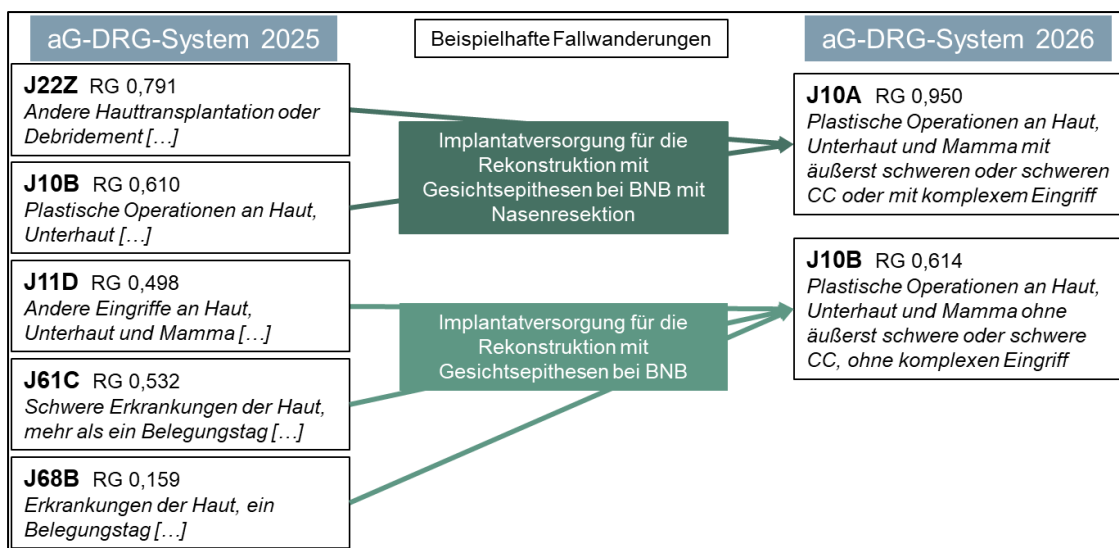 aG-DRG-System 2025
Beispielhafte Fallwanderungen
aG-DRG-System 2026
J22Z RG 0,791
Andere Hauttransplantation oder
Debridement […]
J10B RG 0,610
Plastische Operationen an Haut,
Unterhaut […]
J11D RG 0,498
Andere Eingriffe an Haut,
Unterhaut und Mamma […]
J61C RG 0,532
Schwere Erkrankungen der Haut,
mehr als ein Belegungstag […]
J68B RG 0,159
Erkrankungen der Haut, ein
Belegungstag […]
Implantatversorgung für die
Rekonstruktion mit
Gesichtsepithesen bei BNB mit
Nasenresektion
Implantatversorgung für die
Rekonstruktion mit
Gesichtsepithesen bei BNB
J10A RG 0,950
Plastische Operationen an Haut,
Unterhaut und Mamma mit
äußerst schweren oder schweren
CC oder mit komplexem Eingriff
J10B RG 0,614
Plastische Operationen an Haut,
Unterhaut und Mamma ohne
äußerst schwere oder schwere
CC, ohne komplexen Eingriff